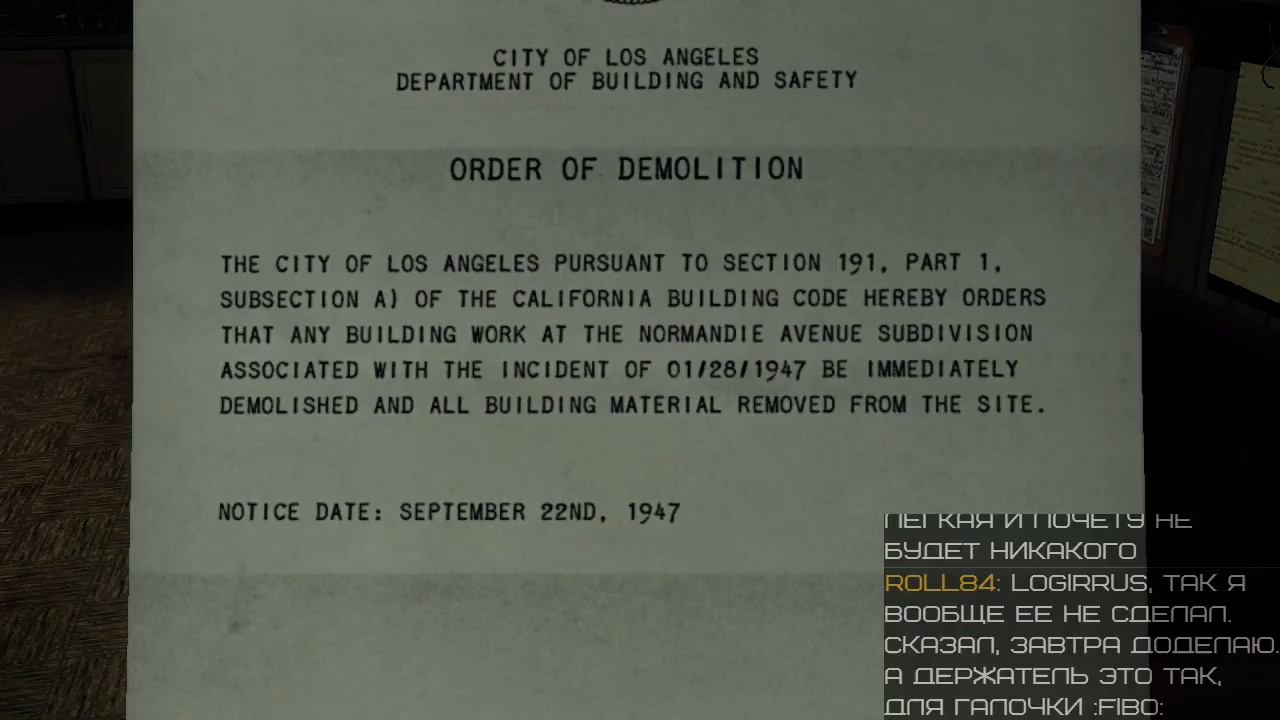 CITY OF LOS ANGELES
DEPARTMENT OF BUILDING AND SAFETY
ORDER OF DEMOLITION
THE CITY OF LOS ANGELES PURSUANT TO SECTION 191, PART 1,
SUBSECTION A) OF THE CALIFORNIA BUILDING CODE HEREBY ORDERS
THAT ANY BUILDING WORK AT THE NORMANDIE AVENUE SUBDIVISION
ASSOCIATED WITH THE INCIDENT OF 01/28/1947 BE IMMEDIATELY
DEMOLISHED AND ALL BUILDING MATERIAL REMOVED FROM THE SITE.
NOTICE DATE: SEPTEMBER 22ND, 1947
ЛЕГКАЯ И ПОЧЕТУ НЕ
БУДЕТ НИКАКОГО
ROLL84: LOGIRRUS, ТАК Я
ВООБЩЕ ЕЕ НЕ СДЕЛАЛ.
СКАЗАЛ, ЗАВТРА ДОДЕЛАЮ.
А ДЕРЖАТЕЛЬ ЭТО ТАК,
ДЛЯ ГАЛОЧКИ :FIBO: